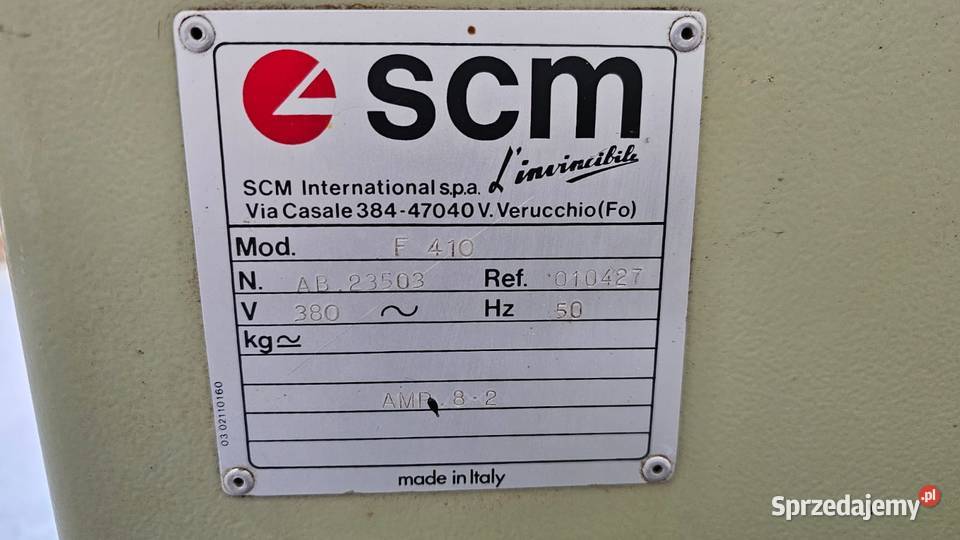 scm
L'invincibile
SCM International s.p.a.
Via Casale 384-47040 V. Verucchio (Fo)
Mod. F 410
N. AB.23503 Ref. 010427
V 380 ~ Hz 50
kg≃
AMP.8-2
03 02110160
made in Italy
Sprzedajemy.pl